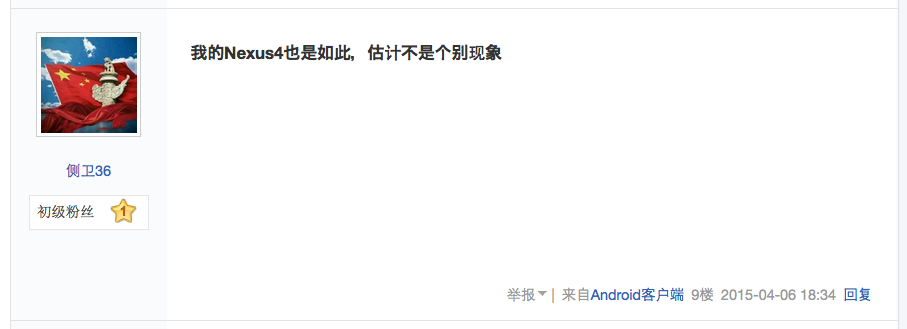 我的Nexus4也是如此，估计不是个别现象
侧卫36
初级粉丝 1
举报 | 来自Android客户端 9楼 2015-04-06 18:34 回复